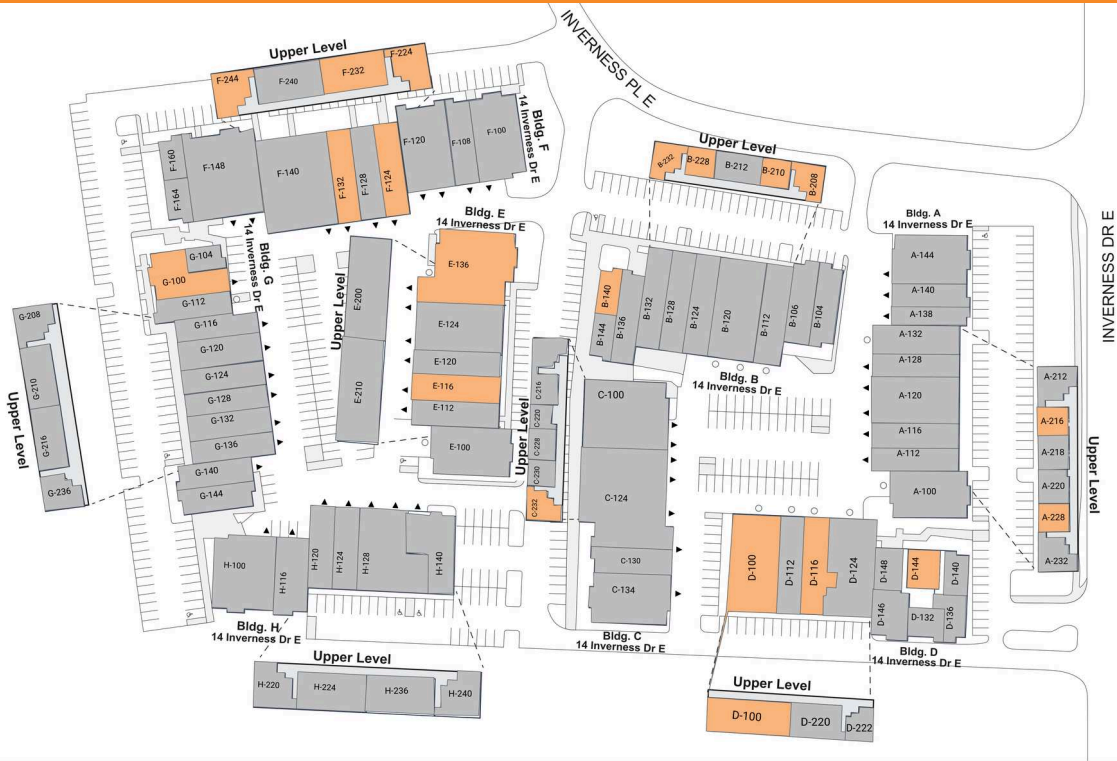 INVERNESS PL E
INVERNESS DR E
Upper Level
F-244
F-240
F-232
F-224
Bldg. F
14 Inverness Dr E
F-160
F-164
F-148
F-140
F-132
F-128
F-124
F-120
F-108
F-100
Upper Level
B-232
B-228
B-212
B-210
B-208
Bldg. A
14 Inverness Dr E
A-144
A-140
A-138
A-132
A-128
A-120
A-116
A-112
A-100
Upper Level
A-212
A-216
A-218
A-220
A-228
A-232
Bldg. G
14 Inverness Dr E
G-104
G-100
G-112
G-116
G-120
G-124
G-128
G-132
G-136
G-140
G-144
Upper Level
G-208
G-210
G-216
G-236
Bldg. E
14 Inverness Dr E
E-136
E-124
E-120
E-116
E-112
E-100
Upper Level
E-200
E-210
B-140
B-144
B-136
B-132
B-128
B-124
B-120
B-112
B-106
B-104
Bldg. B
14 Inverness Dr E
Upper Level
C-216
C-220
C-228
C-230
C-232
C-100
C-124
C-130
C-134
Bldg. C
14 Inverness Dr E
H-100
H-116
H-120
H-124
H-128
H-140
Bldg. H
14 Inverness Dr E
Upper Level
H-220
H-224
H-236
H-240
D-100
D-112
D-116
D-124
D-148
D-144
D-140
D-146
D-132
D-136
Bldg. D
14 Inverness Dr E
Upper Level
D-100
D-220
D-222